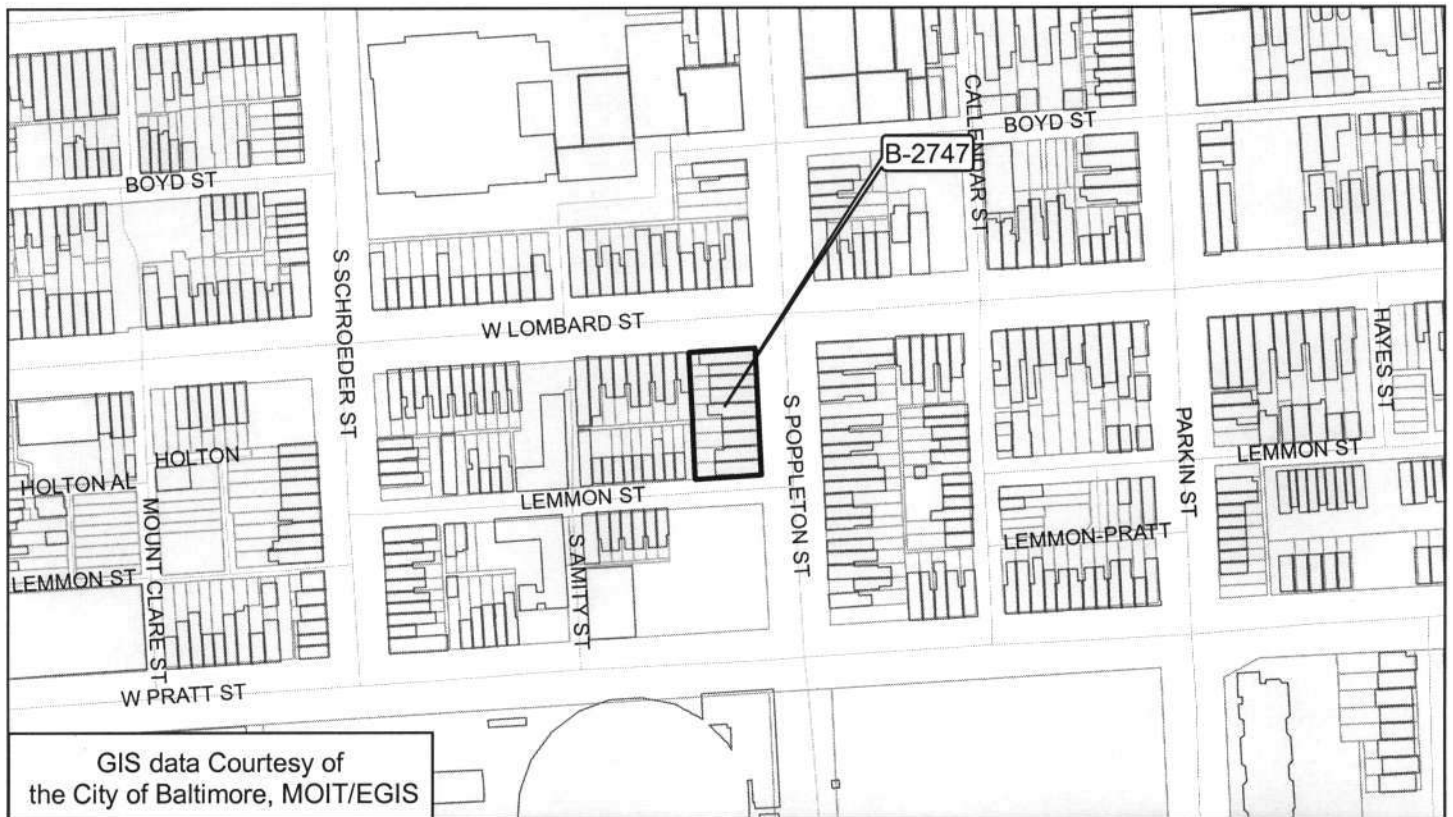 BOYD ST
CALLENDAR ST
B-2747
BOYD ST
S SCHROEDER ST
W LOMBARD ST
HAYES ST
PARKIN ST
HOLTON
LEMMON ST
HOLTON AL
LEMMON ST
S POPPLETON ST
MOUNT CLARE ST
LEMMON-PRATT
S AMITY ST
LEMMON ST
W PRATT ST
GIS data Courtesy of
the City of Baltimore, MOIT/EGIS